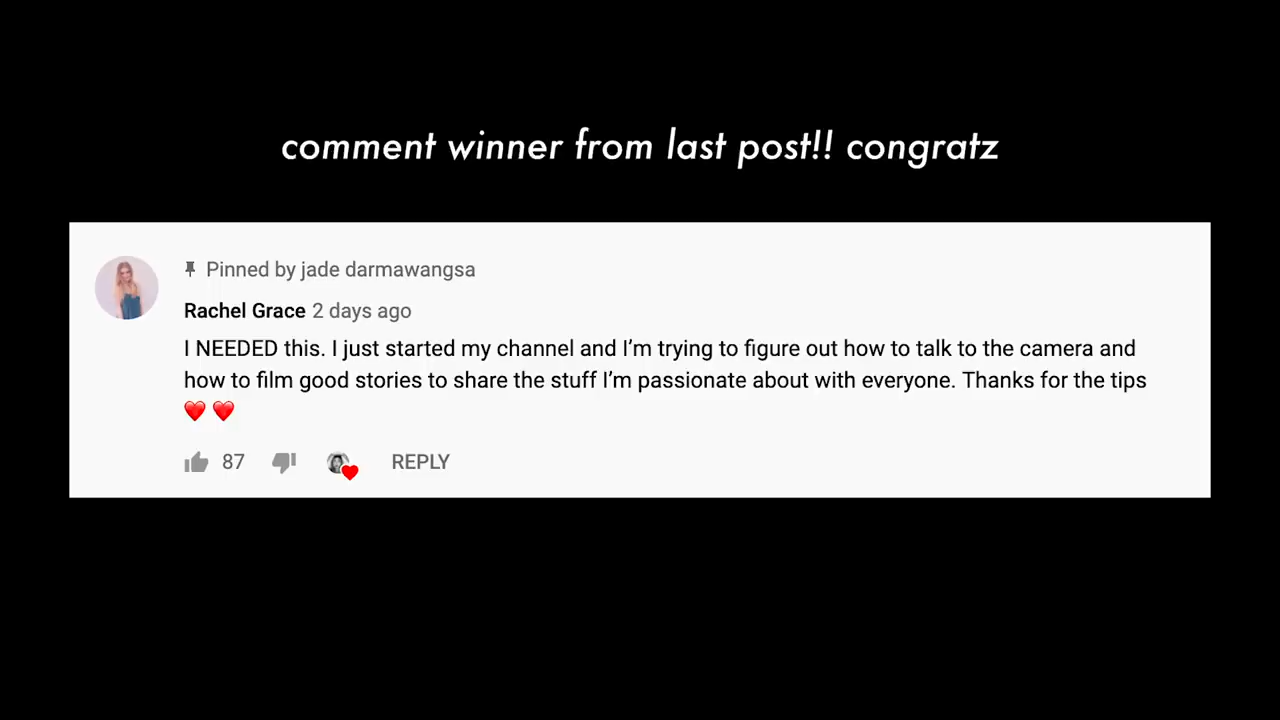 comment winner from last post!! congratz
Pinned by jade darmawangsa
Rachel Grace 2 days ago
I NEEDED this. I just started my channel and I’m trying to figure out how to talk to the camera and
how to film good stories to share the stuff I’m passionate about with everyone. Thanks for the tips
❤️ ❤️
87 REPLY